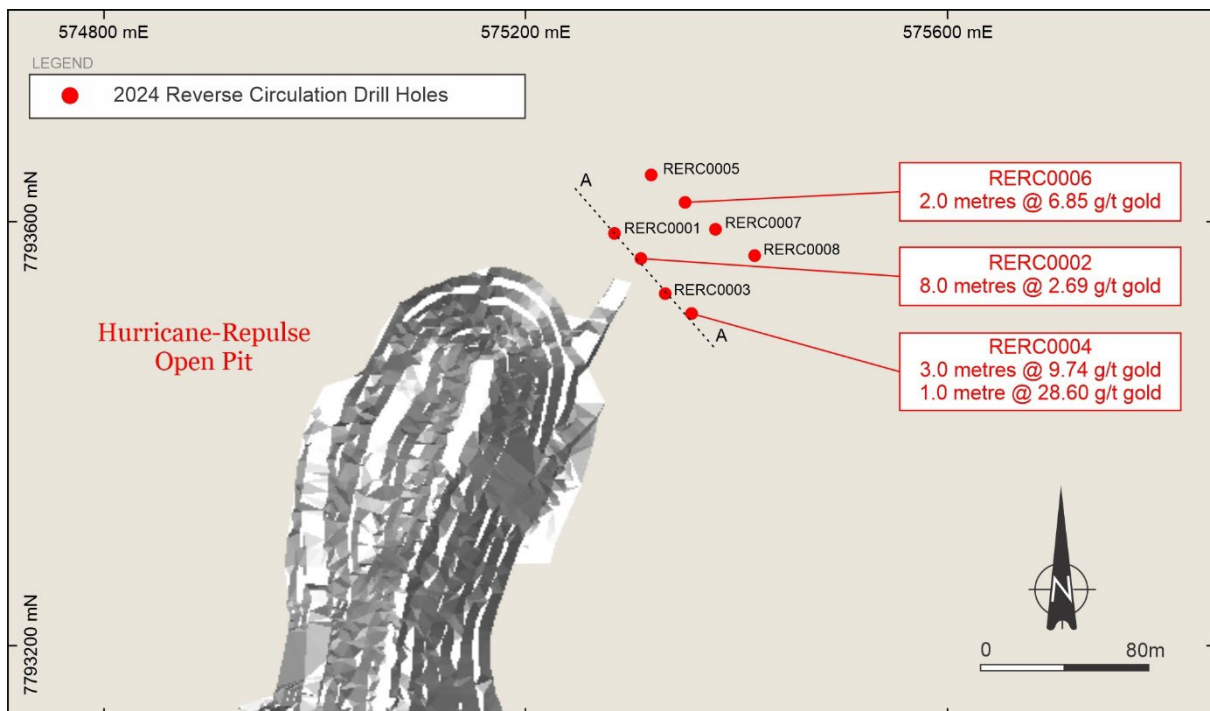 574800 mE
575200 mE
575600 mE
LEGEND
2024 Reverse Circulation Drill Holes
7793600 mN
A
RERC0005
RERC0001
RERC0007
RERC0008
RERC0003
A
RERC0006
2.0 metres @ 6.85 g/t gold
RERC0002
8.0 metres @ 2.69 g/t gold
RERC0004
3.0 metres @ 9.74 g/t gold
1.0 metre @ 28.60 g/t gold
Hurricane-Repulse
Open Pit
7793200 mN
N
0
80m